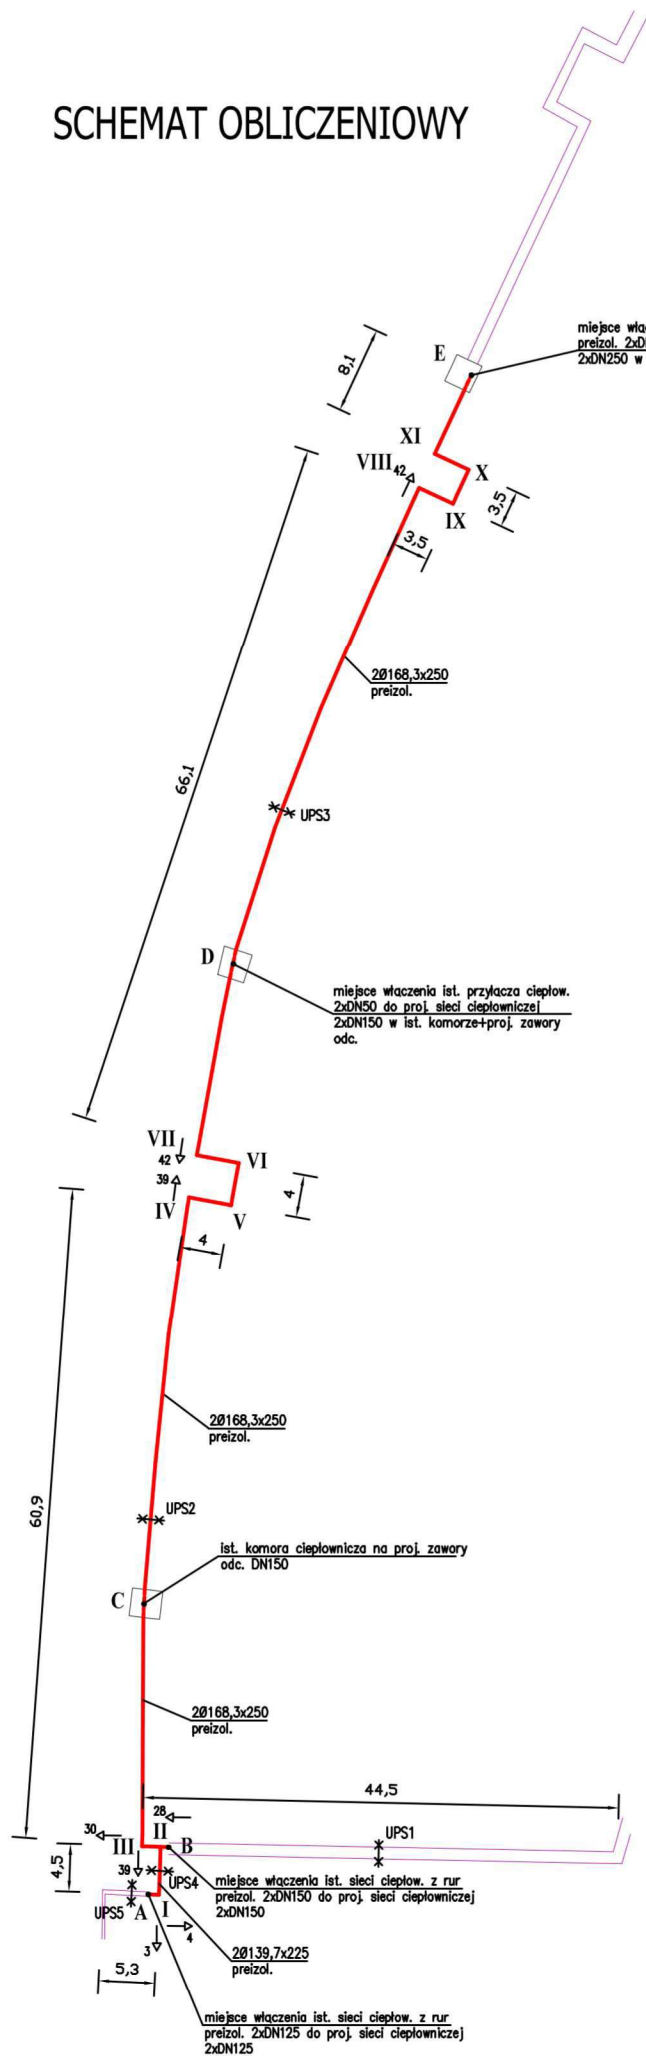 SCHEMAT OBLICZENIOWY
miejsce
preizol.
2xDN250 w
E
8,1
XI
VIII
42
X
IX
3,5
3,5
2Ø168,3x250
preizol.
66,1
UPS3
D
miejsce włączenia ist. przyłącza ciepłow.
2xDN50 do proj. sieci ciepłowniczej
2xDN150 w ist. komorze+proj. zawory
odc.
VII
42
VI
39
4
IV
V
4
2Ø168,3x250
preizol.
60,9
UPS2
ist. komora ciepłownicza na proj. zawory
odc. DN150
C
2Ø168,3x250
preizol.
44,5
28
30
II
UPS1
III
B
4,5
39
UPS4
miejsce włączenia ist. sieci ciepłow. z rur
preizol. 2xDN150 do proj. sieci ciepłowniczej
2xDN150
UPS5
A
I
3
4
2Ø139,7x225
preizol.
5,3
miejsce włączenia ist. sieci ciepłow. z rur
preizol. 2xDN125 do proj. sieci ciepłowniczej
2xDN125